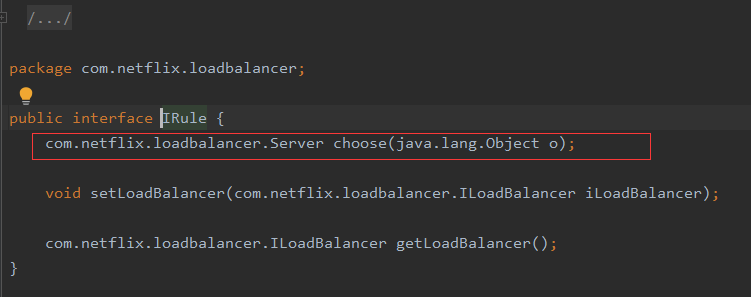 /.../
package com.netflix.loadbalancer;
public interface IRule {
com.netflix.loadbalancer.Server choose(java.lang.Object o);
void setLoadBalancer(com.netflix.loadbalancer.ILoadBalancer iLoadBalancer);
com.netflix.loadbalancer.ILoadBalancer getLoadBalancer();
}